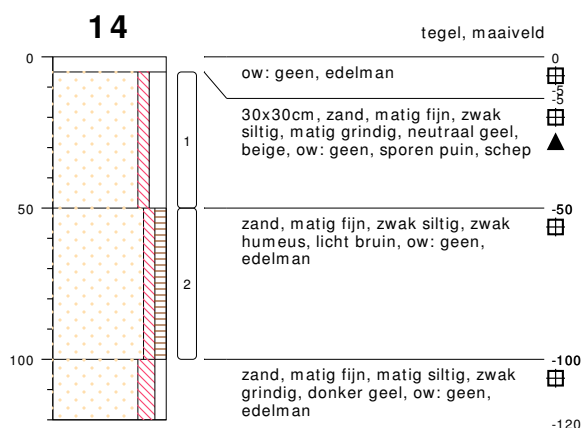 14
tegel, maaiveld
0
0
ow: geen, edelman
-5
-5
30x30cm, zand, matig fijn, zwak
siltig, matig grindig, neutraal geel,
beige, ow: geen, sporen puin, schep
1
50
-50
zand, matig fijn, zwak siltig, zwak
humeus, licht bruin, ow: geen,
edelman
2
100
-100
zand, matig fijn, matig siltig, zwak
grindig, donker geel, ow: geen,
edelman
-120